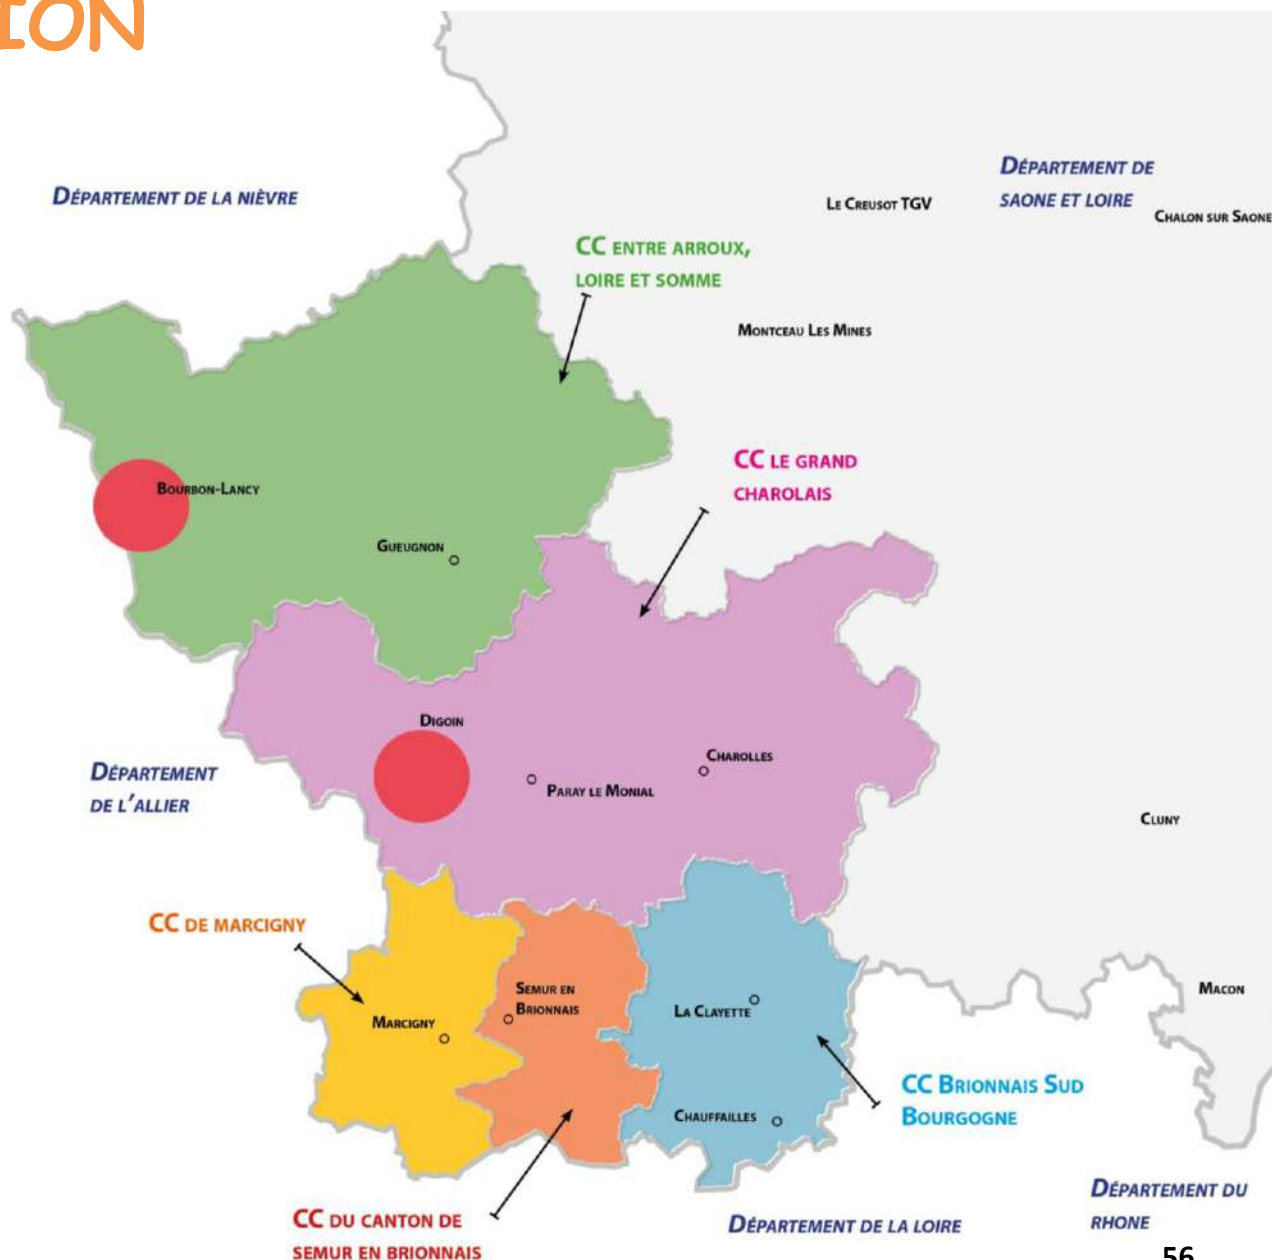 ION
DÉPARTEMENT DE LA NIÈVRE
DÉPARTEMENT DE
SAONE ET LOIRE
LE CREUSOT TGV
CHALON SUR SAONE
CC ENTRE ARROUX,
LOIRE ET SOMME
MONTCEAU LES MINES
CC LE GRAND
CHAROLAIS
BOURBON-LANCY
GUEUGNON
DIGOIN
CHAROLLES
PARAY LE MONIAL
DÉPARTEMENT
DE L'ALLIER
CLUNY
CC DE MARCIGNY
SEMUR EN
BRIONNAIS
MACON
LA CLAYETTE
MARCIGNY
CC BRIONNAIS SUD
BOURGOGNE
CHAUFFAILLES
DÉPARTEMENT DU
RHONE
CC DU CANTON DE
SEMUR EN BRIONNAIS
DÉPARTEMENT DE LA LOIRE
56